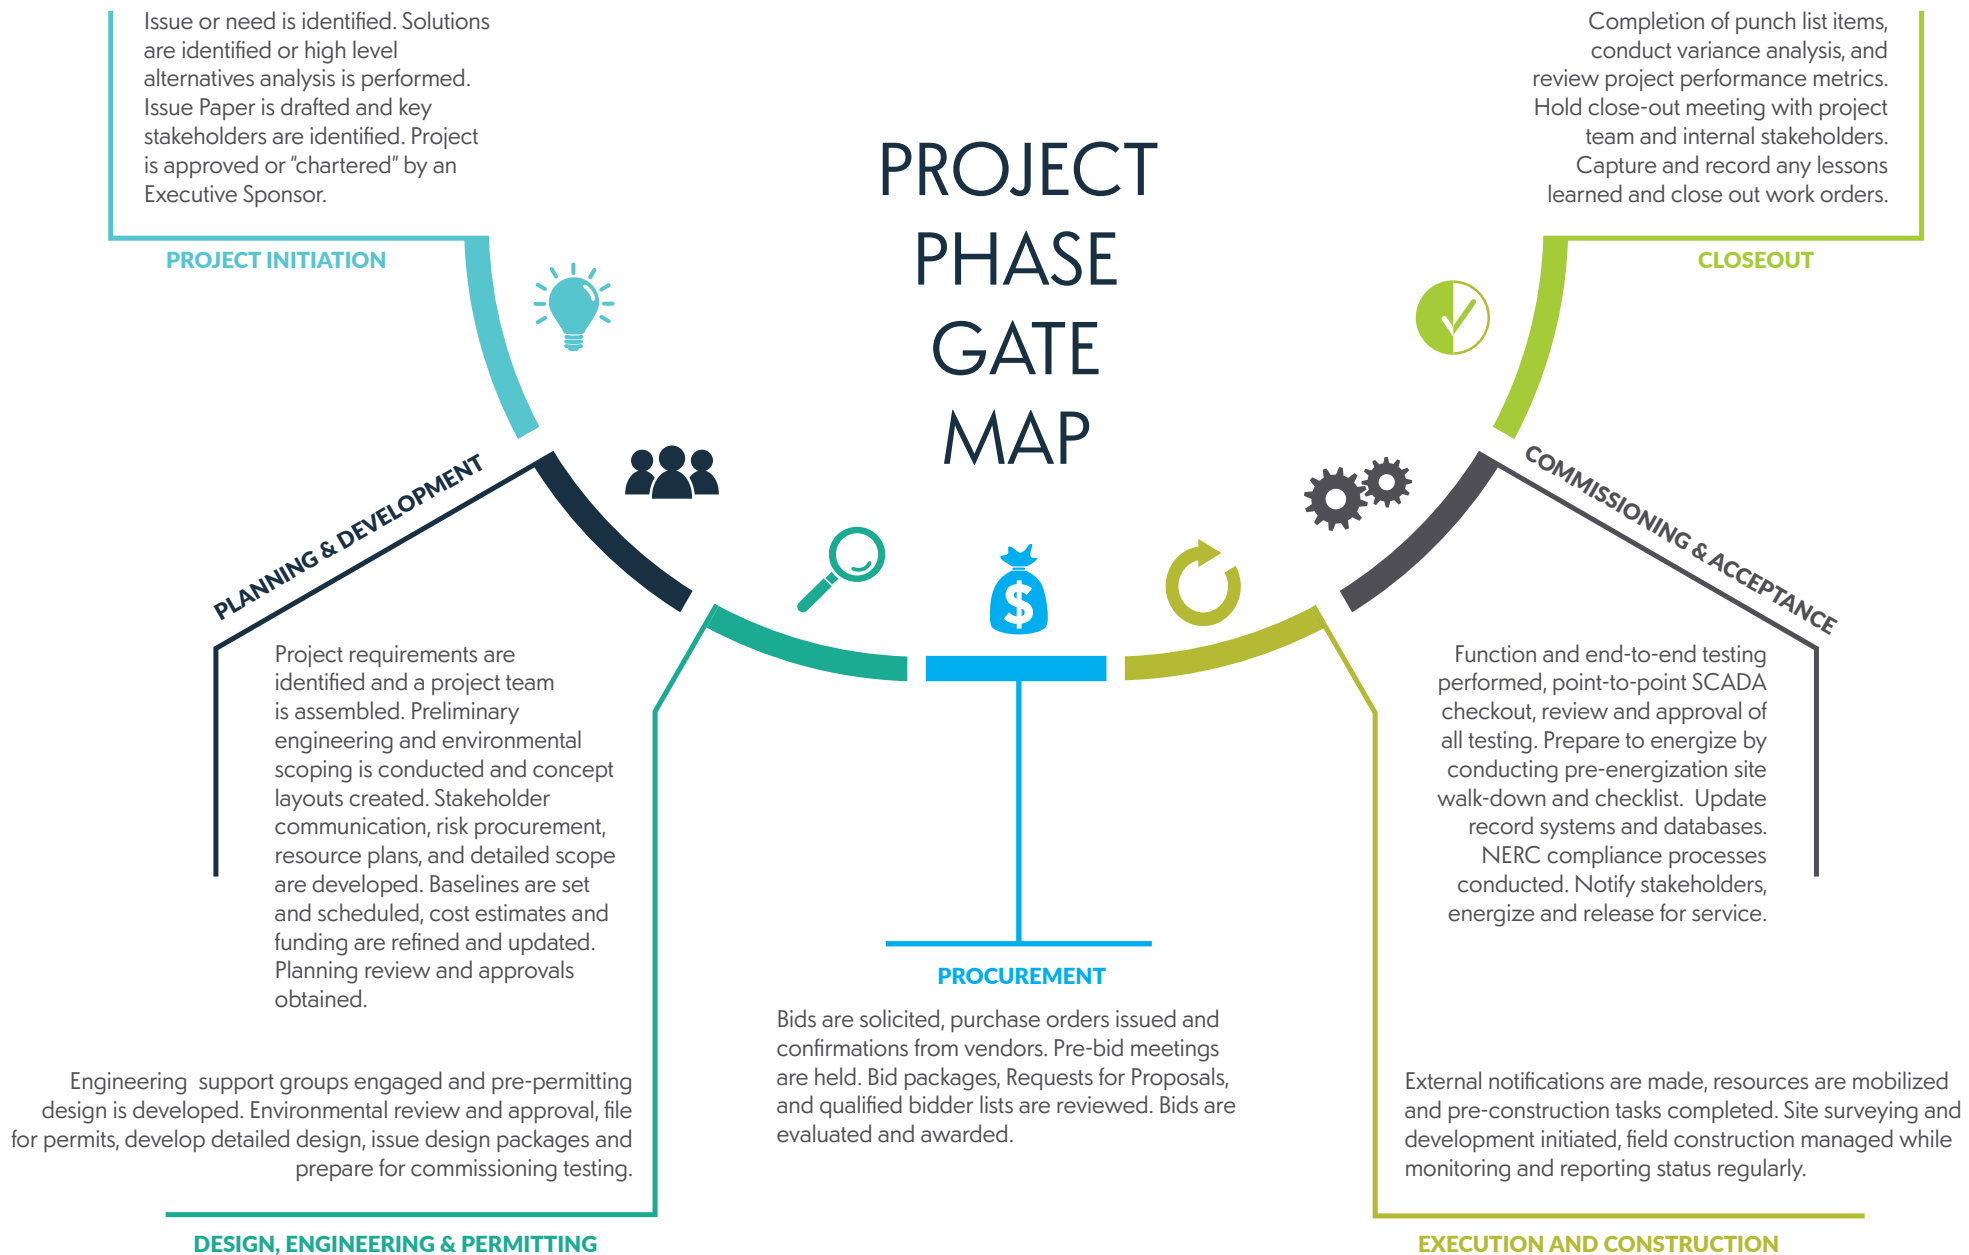 Issue or need is identified. Solutions
are identified or high level
alternatives analysis is performed.
Issue Paper is drafted and key
stakeholders are identified. Project
is approved or “chartered” by an
Executive Sponsor.
PROJECT INITIATION
PROJECT
PHASE
GATE
MAP
Completion of punch list items,
conduct variance analysis, and
review project performance metrics.
Hold close-out meeting with project
team and internal stakeholders.
Capture and record any lessons
learned and close out work orders.
CLOSEOUT
PLANNING & DEVELOPMENT
Project requirements are
identified and a project team
is assembled. Preliminary
engineering and environmental
scoping is conducted and concept
layouts created. Stakeholder
communication, risk procurement,
resource plans, and detailed scope
are developed. Baselines are set
and scheduled, cost estimates and
funding are refined and updated.
Planning review and approvals
obtained.
Engineering  support groups engaged and pre-permitting
design is developed. Environmental review and approval, file
for permits, develop detailed design, issue design packages and
prepare for commissioning testing.
DESIGN, ENGINEERING & PERMITTING
$
PROCUREMENT
Bids are solicited, purchase orders issued and
confirmations from vendors. Pre-bid meetings
are held. Bid packages, Requests for Proposals,
and qualified bidder lists are reviewed. Bids are
evaluated and awarded.
COMMISSIONING & ACCEPTANCE
Function and end-to-end testing
performed, point-to-point SCADA
checkout, review and approval of
all testing. Prepare to energize by
conducting pre-energization site
walk-down and checklist.  Update
record systems and databases.
NERC compliance processes
conducted. Notify stakeholders,
energize and release for service.
External notifications are made, resources are mobilized
and pre-construction tasks completed. Site surveying and
development initiated, field construction managed while
monitoring and reporting status regularly.
EXECUTION AND CONSTRUCTION